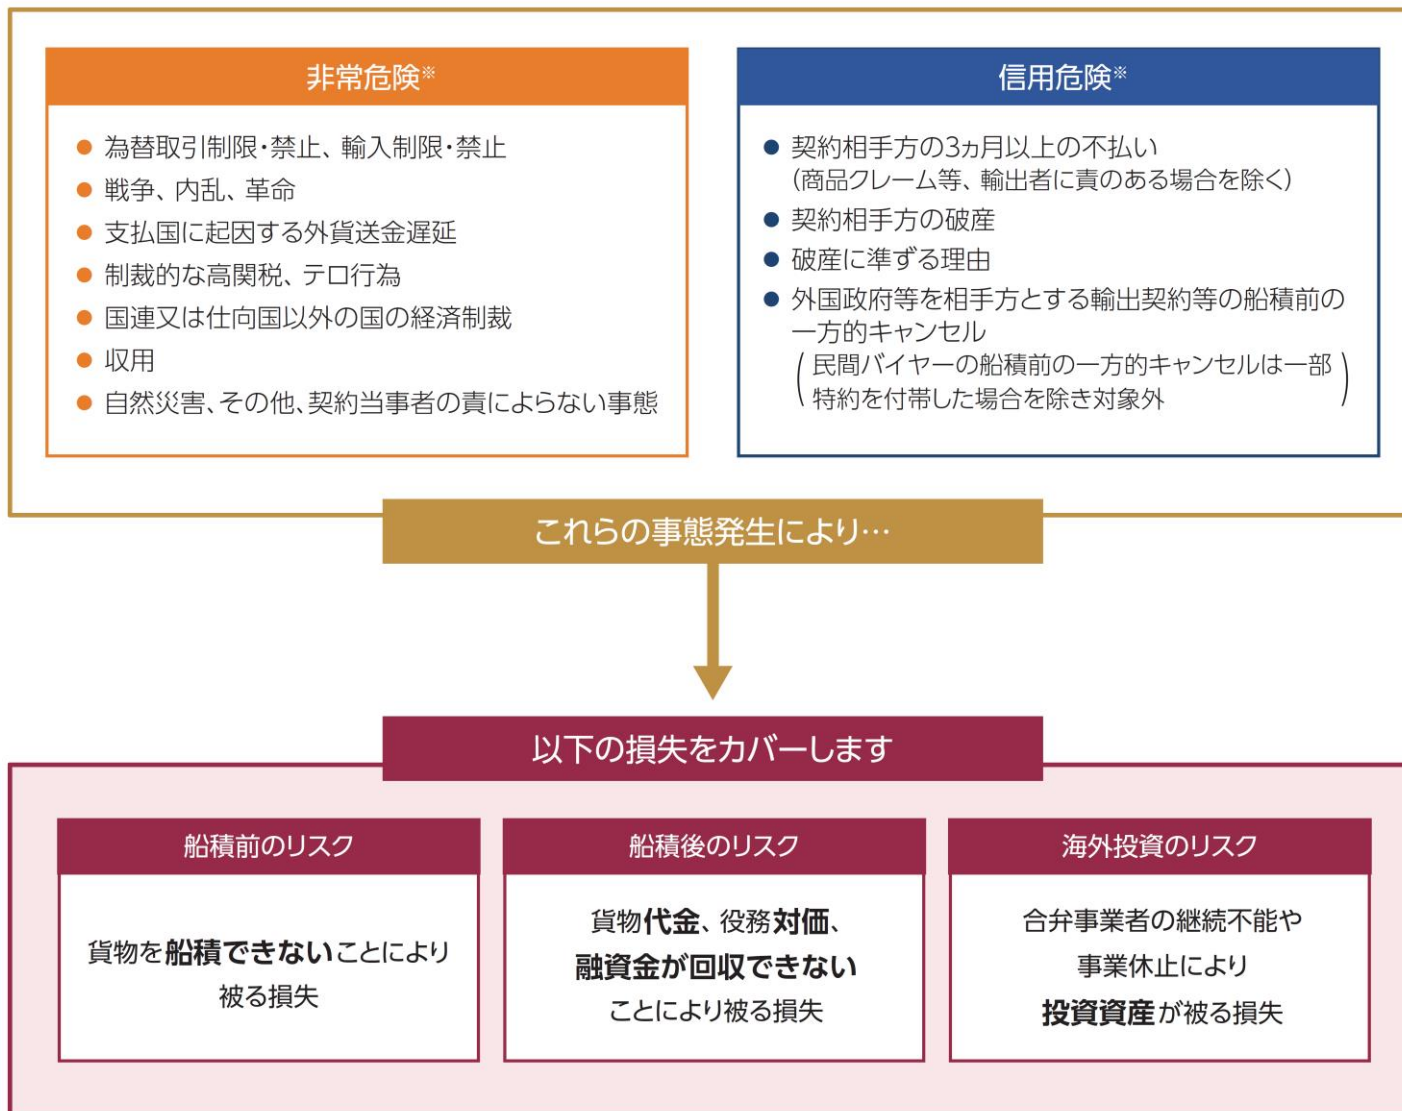 非常危険※
● 為替取引制限・禁止、輸入制限・禁止
● 戦争、内乱、革命
● 支払国に起因する外貨送金遅延
● 制裁的な高関税、テロ行為
● 国連又は仕向国以外の国の経済制裁
● 収用
● 自然災害、その他、契約当事者の責によらない事態
信用危険※
● 契約相手方の3ヵ月以上の不払い
(商品クレーム等、輸出者に責のある場合を除く)
● 契約相手方の破産
● 破産に準ずる理由
● 外国政府等を相手方とする輸出契約等の船積前の
一方的キャンセル
(民間バイヤーの船積前の一方的キャンセルは一部
特約を付帯した場合を除き対象外)
これらの事態発生により…
以下の損失をカバーします
船積前のリスク
貨物を船積できないことにより
被る損失
船積後のリスク
貨物代金、役務対価、
融資金が回収できない
ことにより被る損失
海外投資のリスク
合弁事業者の継続不能や
事業休止により
投資資産が被る損失